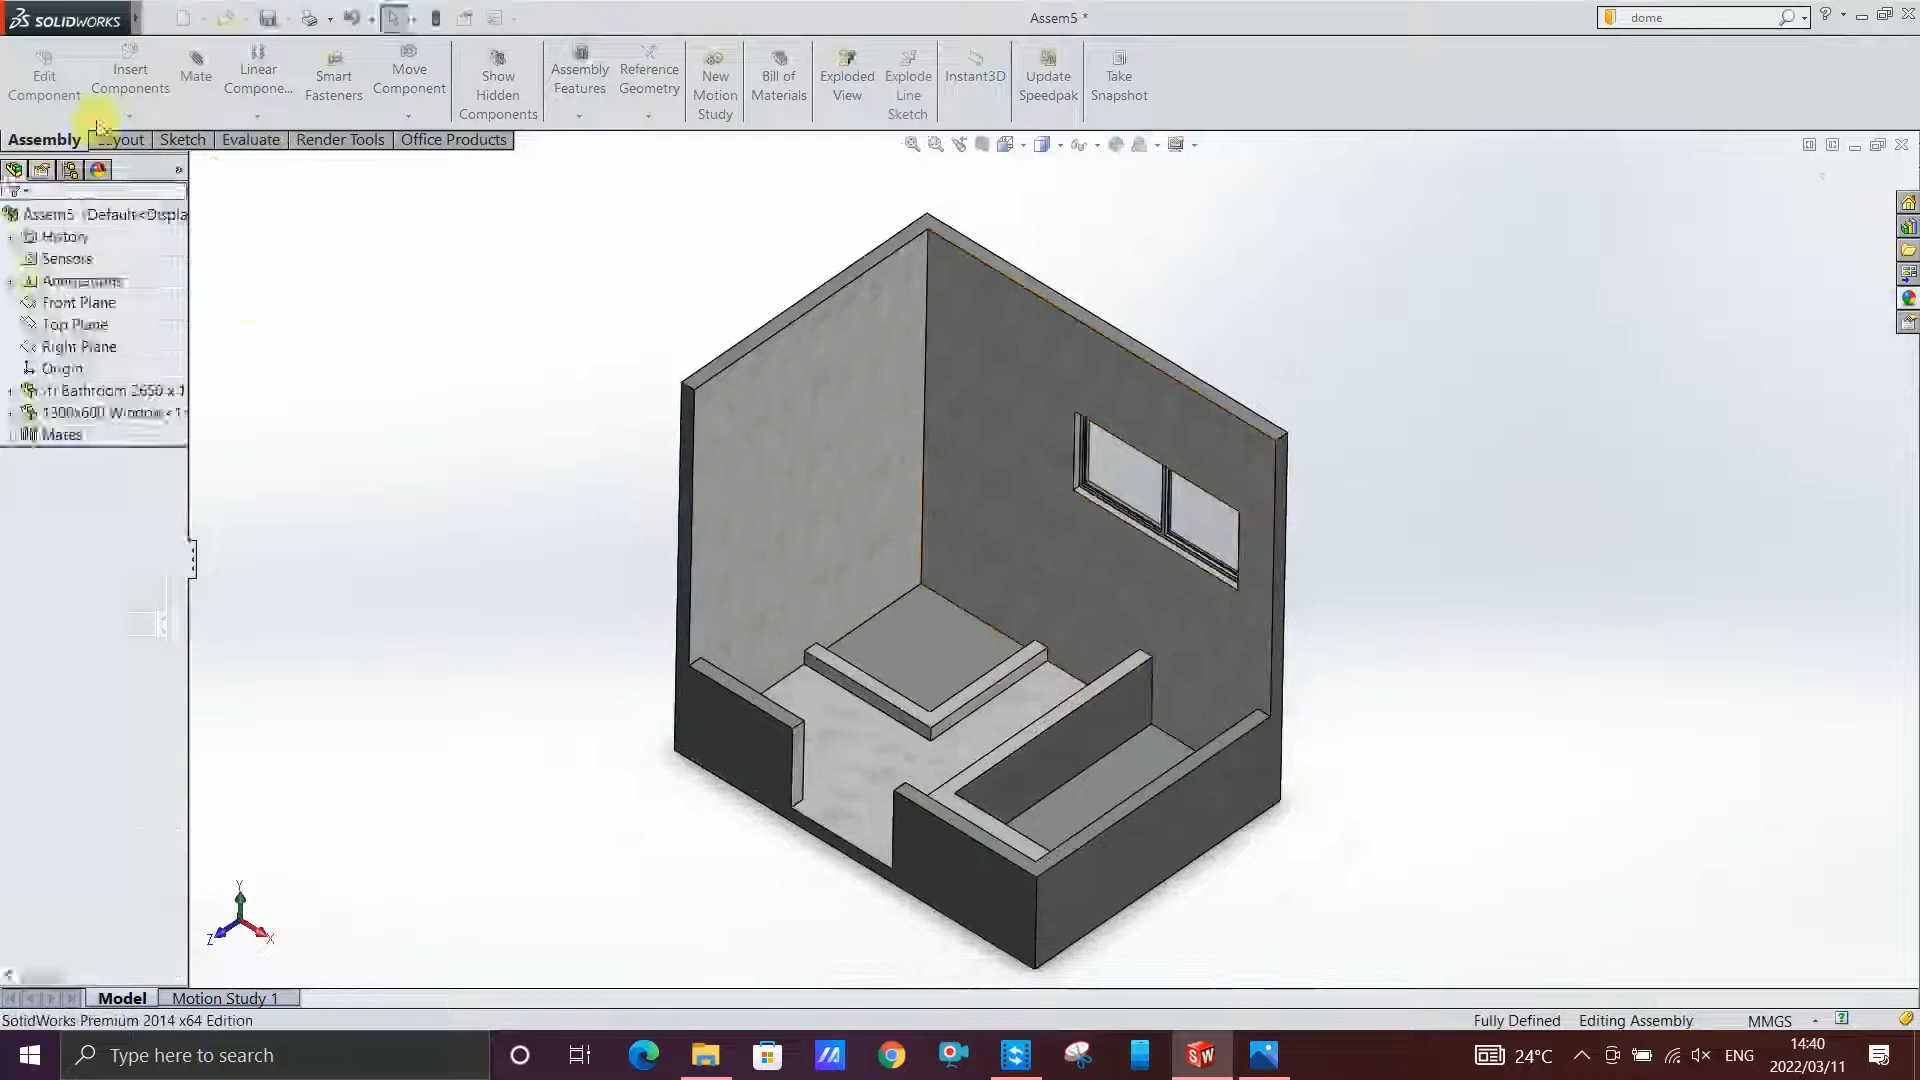 SOLIDWORKS
Assem5 *
dome
Edit Component
Insert Components
Mate
Linear Compone...
Smart Fasteners
Move Component
Show Hidden Components
Assembly Features
Reference Geometry
New Motion Study
Bill of Materials
Exploded View
Explode Line Sketch
Instant3D
Update Speedpak
Take Snapshot
Assembly
Sketch
Evaluate
Render Tools
Office Products
Assem5 (Default<Displa
History
Sensors
Annotations
Front Plane
Top Plane
Right Plane
Origin
Bathroom 2650 x 1
Window<1
Mates
Y
Z
X
Model
Motion Study 1
SolidWorks Premium 2014 x64 Edition
Fully Defined
Editing Assembly
MMGS
Type here to search
24°C
ENG
14:40
2022/03/11